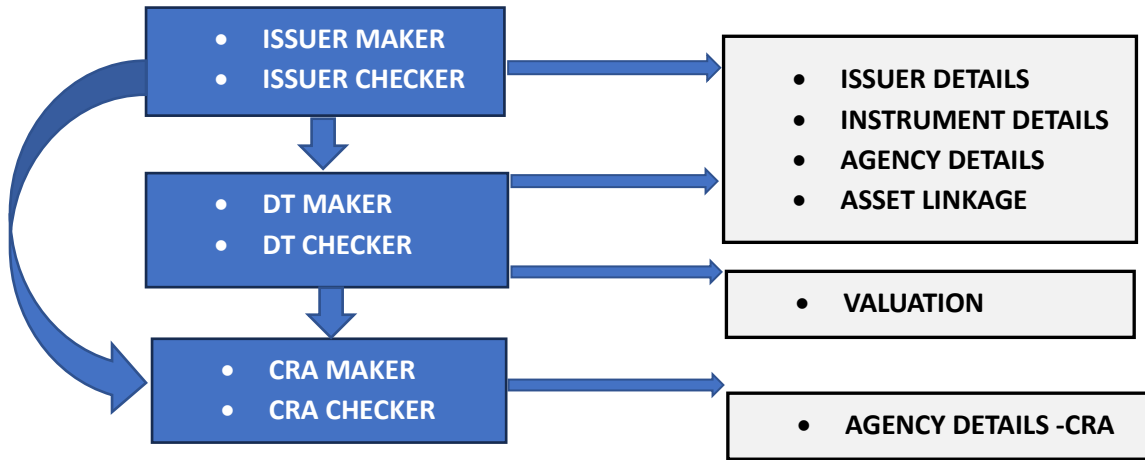 ISSUER MAKER
ISSUER CHECKER
ISSUER DETAILS
INSTRUMENT DETAILS
AGENCY DETAILS
ASSET LINKAGE
DT MAKER
DT CHECKER
VALUATION
CRA MAKER
CRA CHECKER
AGENCY DETAILS -CRA